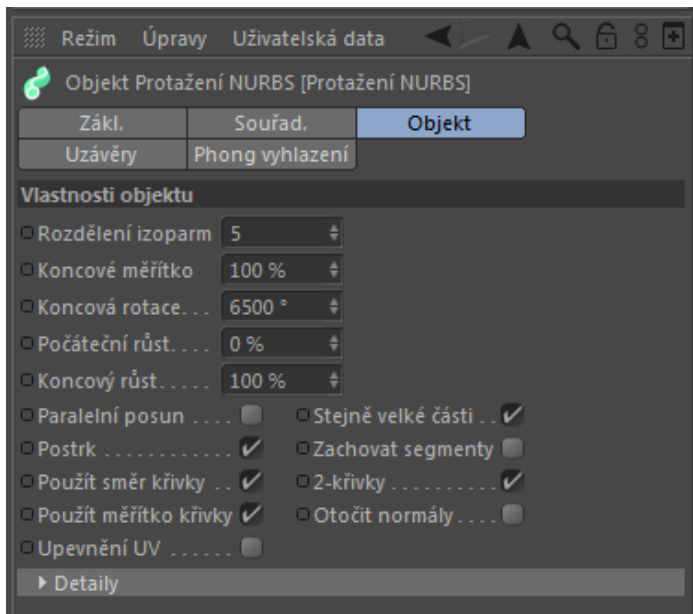 Režim Úpravy Uživatelská data
Objekt Protažení NURBS [Protažení NURBS]
Zákl. Souřad. Objekt
Uzávěry Phong vyhlazení
Vlastnosti objektu
Rozdělení izoparm 5
Koncové měřítko 100 %
Koncová rotace. . . 6500 °
Počáteční růst. . . . 0 %
Koncový růst. . . . . 100 %
Paralelní posun . . . . Stejně velké části . .
Postrk . . . . . . . . . . . . Zachovat segmenty
Použít směr křivky . . 2-křivky . . . . . . . . . .
Použít měřítko křivky Otočit normály . . . .
Upevnění UV . . . . . .
Detaily